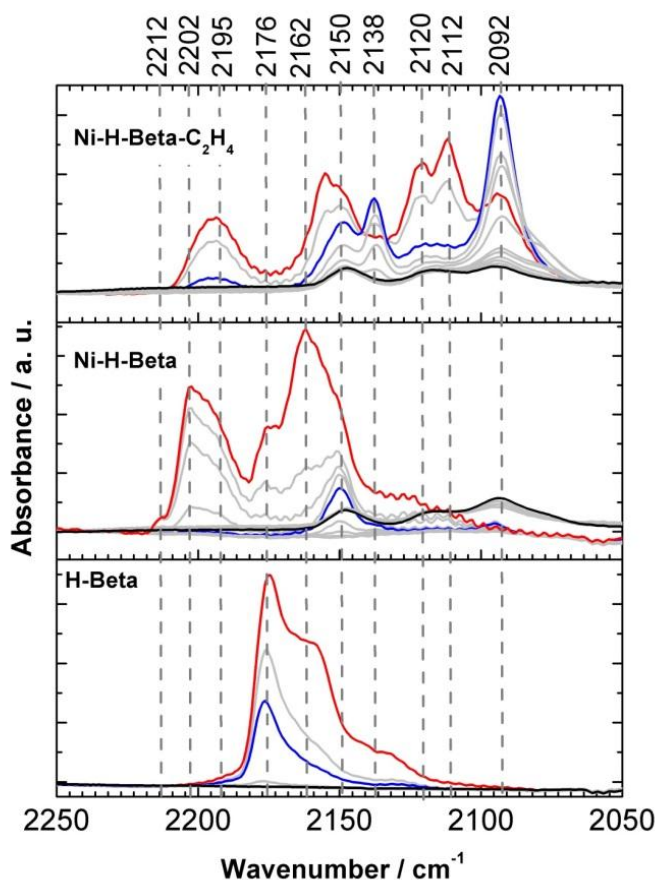 2212
2202
2195
2176
2162
2150
2138
2120
2112
2092
Ni-H-Beta-C₂H₄
Ni-H-Beta
H-Beta
Absorbance / a. u.
2250 2200 2150 2100 2050
Wavenumber / cm⁻¹